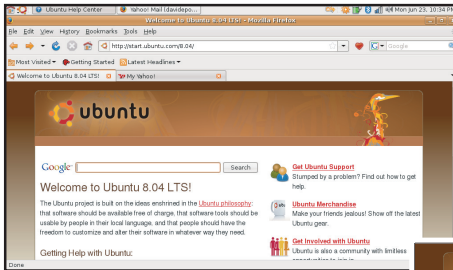 Ubuntu Help Center
Yahoo! Mail (davidepo...
Mon Jun 23, 10:34 PM
Welcome to Ubuntu 8.04 LTS! - Mozilla Firefox
File Edit View History Bookmarks Tools Help
http://start.ubuntu.com/8.04/
G Google
Most Visited Getting Started Latest Headlines
Welcome to Ubuntu 8.04 LTS! My Yahoo!
ubuntu
Google Search
Get Ubuntu Support
Stumped by a problem? Find out how to get
help.
Welcome to Ubuntu 8.04 LTS!
The Ubuntu project is built on the ideas enshrined in the Ubuntu philosophy:
that software should be available free of charge, that software tools should be
usable by people in their local language, and that people should have the
freedom to customize and alter their software in whatever way they need.
Ubuntu Merchandise
Make your friends jealous! Show off the latest
Ubuntu gear.
Get Involved with Ubuntu
Ubuntu is also a community with limitless
Getting Help with Ubuntu:
Done